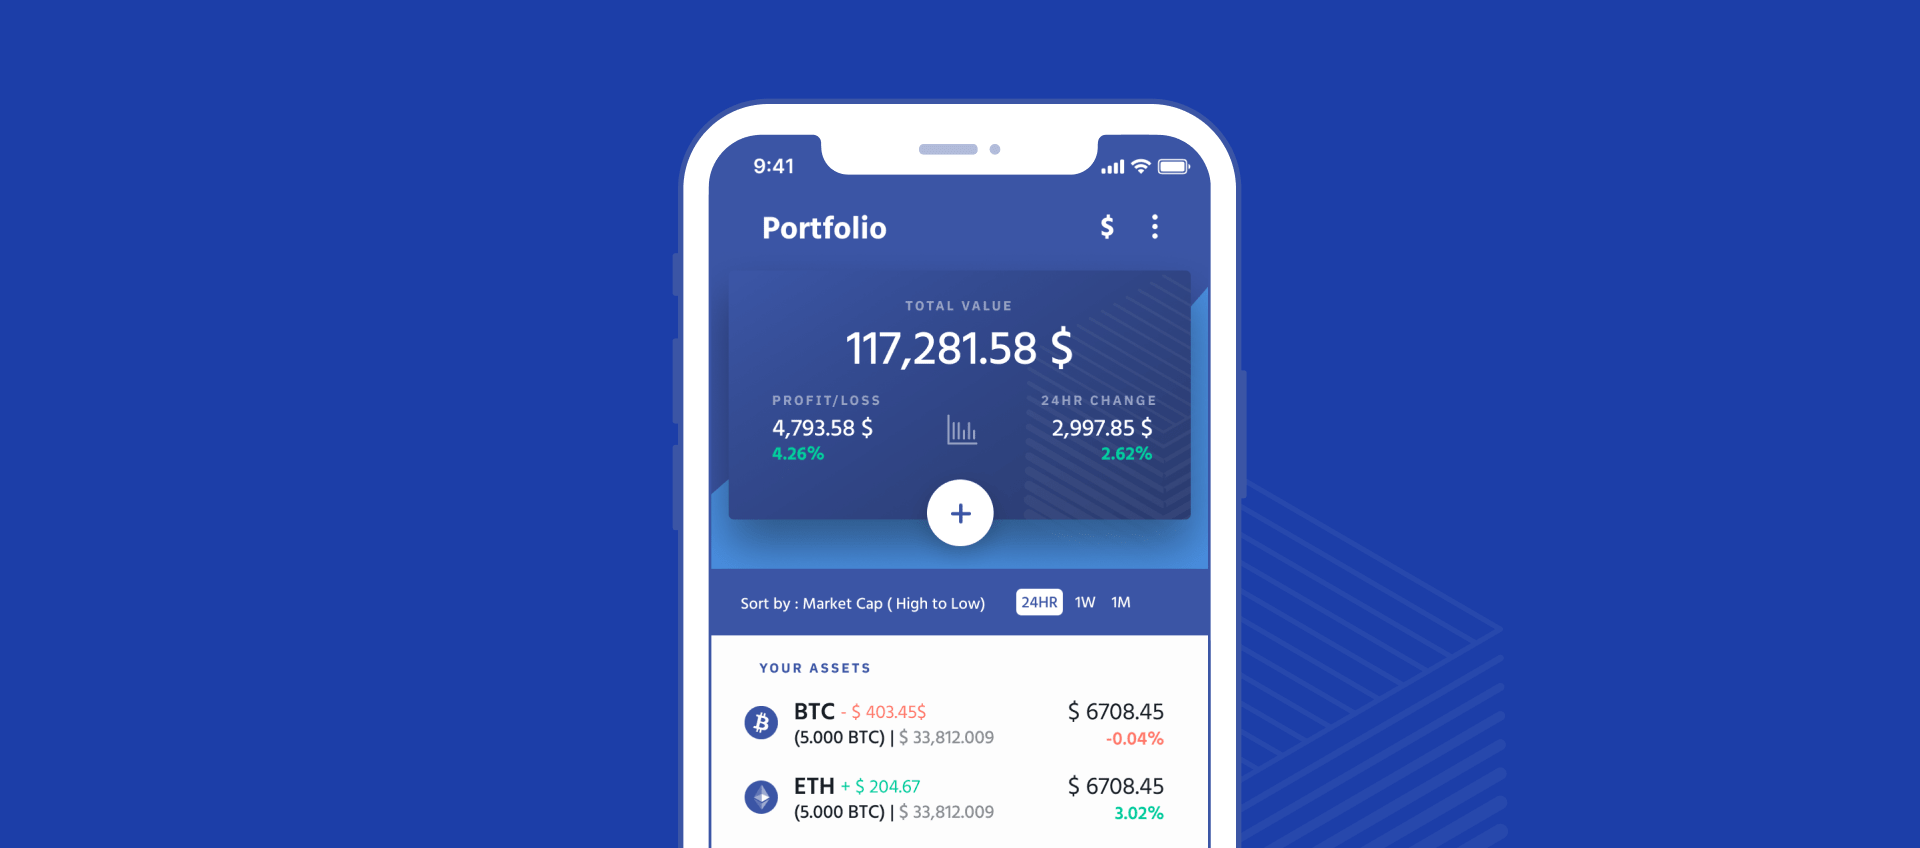 9:41
Portfolio $
TOTAL VALUE
117,281.58 $
PROFIT/LOSS 24HR CHANGE
4,793.58 $ 2,997.85 $
4.26% 2.62%
+
Sort by : Market Cap ( High to Low) 24HR 1W 1M
YOUR ASSETS
BTC - $ 403.45$ $ 6708.45
(5.000 BTC) | $ 33,812.009 -0.04%
ETH + $ 204.67 $ 6708.45
(5.000 BTC) | $ 33,812.009 3.02%